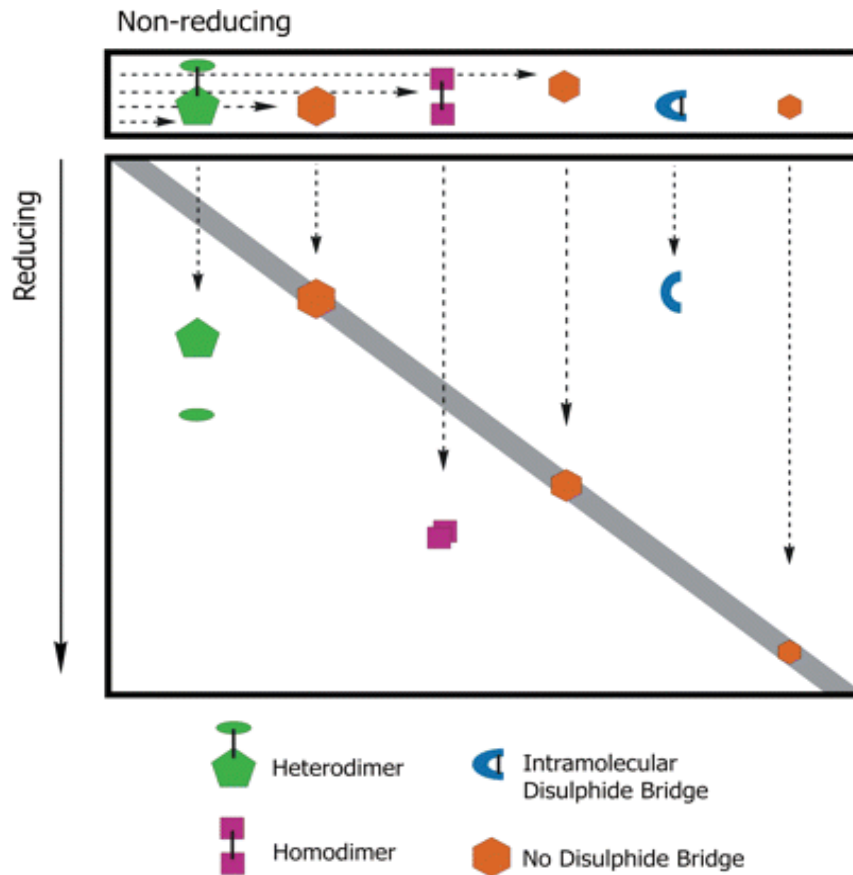 Non-reducing
Reducing
Heterodimer
Intramolecular
Disulphide Bridge
Homodimer
No Disulphide Bridge